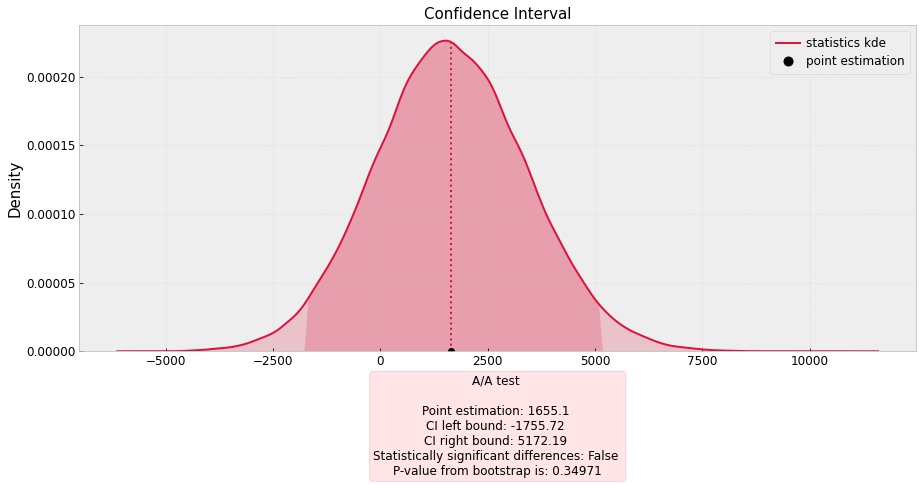 Confidence Interval
statistics kde
point estimation
Density
0.00020
0.00015
0.00010
0.00005
0.00000
−5000 −2500 0 2500 5000 7500 10000
A/A test
Point estimation: 1655.1
CI left bound: -1755.72
CI right bound: 5172.19
Statistically significant differences: False
P-value from bootstrap is: 0.34971